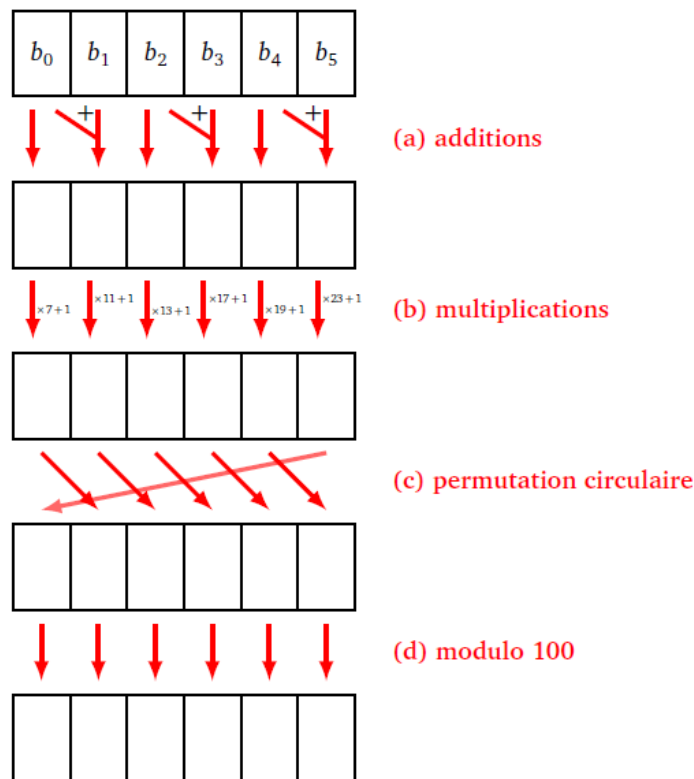 b₀ b₁ b₂ b₃ b₄ b₅
+ + +
(a) additions
×7+1 ×11+1 ×13+1 ×17+1 ×19+1 ×23+1
(b) multiplications
(c) permutation circulaire
(d) modulo 100